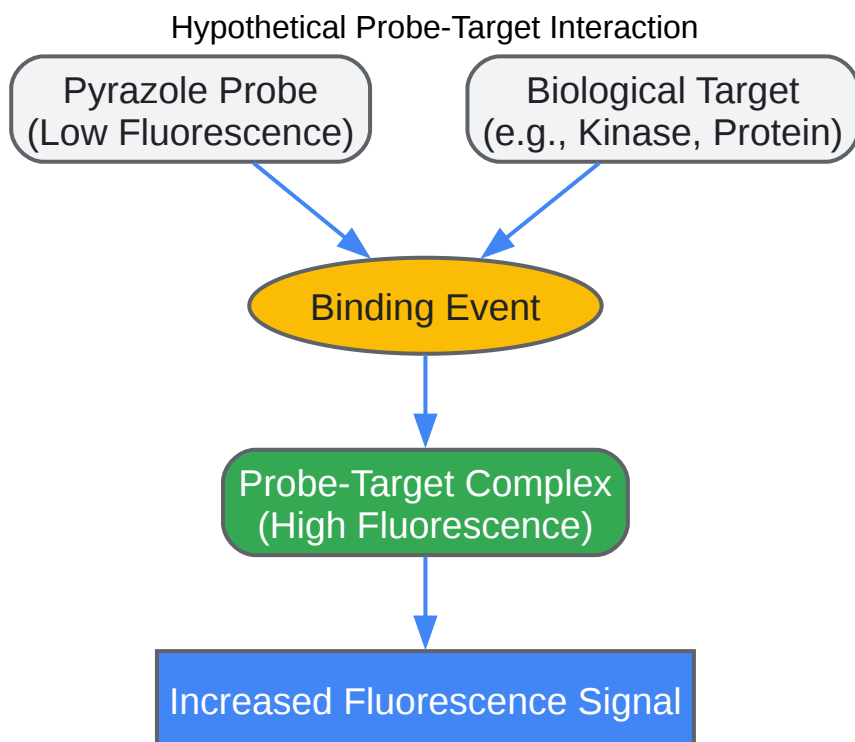 Hypothetical Probe-Target Interaction
Pyrazole Probe
(Low Fluorescence)
Biological Target
(e.g., Kinase, Protein)
Binding Event
Probe-Target Complex
(High Fluorescence)
Increased Fluorescence Signal